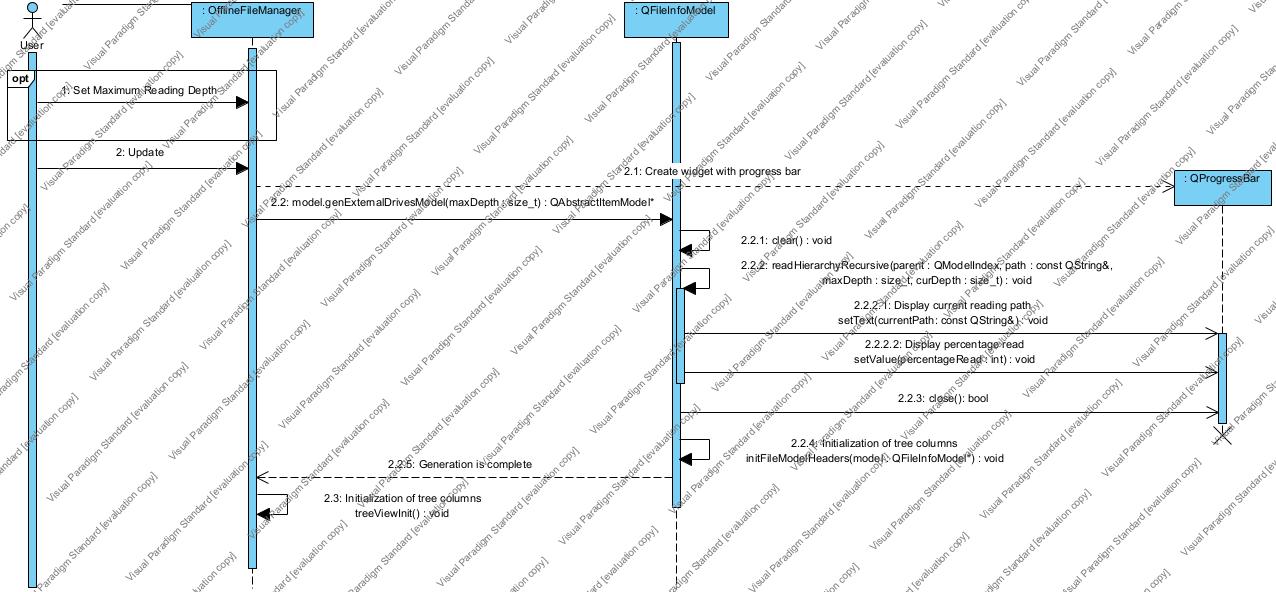 : OfflineFileManager
: QFileInfoModel
User
opt
1: Set Maximum Reading Depth
2: Update
2.1: Create widget with progress bar
: QProgressBar
2.2: model.genExternalDrivesModel(maxDepth : size_t) : QAbstractItemModel*
2.2.1: clear() : void
2.2.2: readHierarchyRecursive(parent : QModelIndex, path : const QString&,
maxDepth : size_t, curDepth : size_t) : void
2.2.2.1: Display current reading path
setText(currentPath: const QString&) : void
2.2.2.2: Display percentage read
setValue(percentageRead : int) : void
2.2.3: close(): bool
2.2.4: Initialization of tree columns
initFileModelHeaders(model : QFileInfoModel*) : void
2.2.5: Generation is complete
2.3: Initialization of tree columns
treeViewInit() : void
Visual Paradigm Standard [evaluation copy]